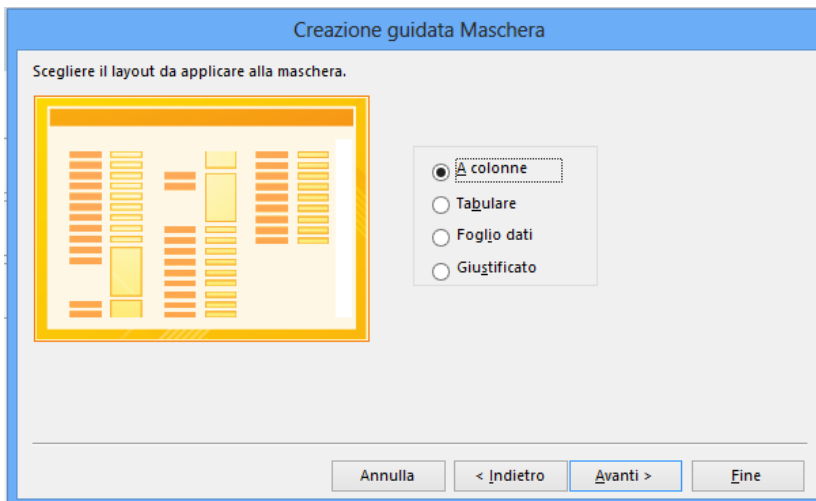 Creazione guidata Maschera
Scegliere il layout da applicare alla maschera.
A colonne
Tabulare
Foglio dati
Giustificato
Annulla
< Indietro
Avanti >
Fine